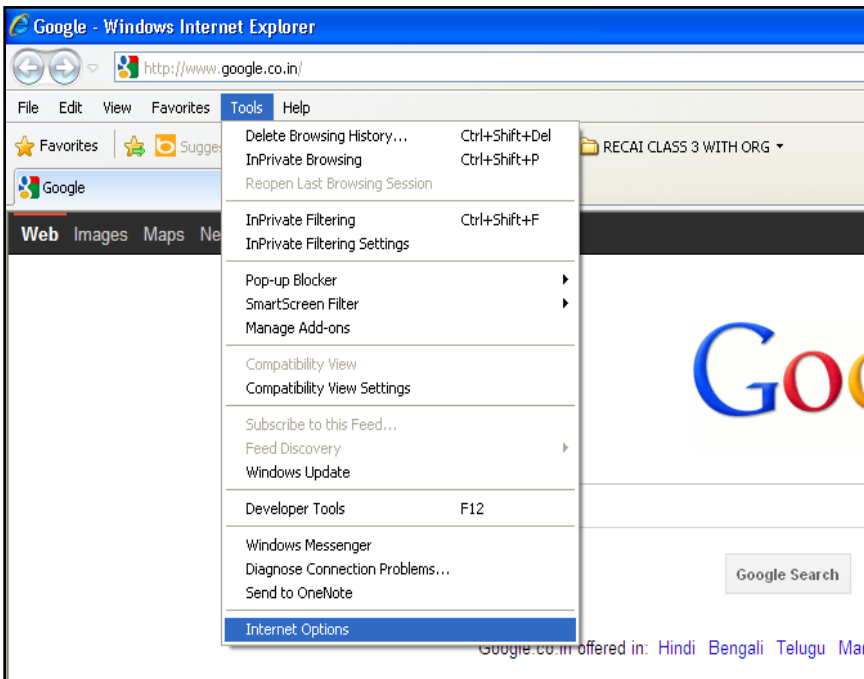 Google - Windows Internet Explorer
http://www.google.co.in/
File Edit View Favorites Tools Help
Favorites
RECAI CLASS 3 WITH ORG
Google
Web Images Maps
Delete Browsing History... Ctrl+Shift+Del
InPrivate Browsing Ctrl+Shift+P
Reopen Last Browsing Session
InPrivate Filtering Ctrl+Shift+F
InPrivate Filtering Settings
Pop-up Blocker
SmartScreen Filter
Manage Add-ons
Compatibility View
Compatibility View Settings
Subscribe to this Feed...
Feed Discovery
Windows Update
Developer Tools F12
Windows Messenger
Diagnose Connection Problems...
Send to OneNote
Internet Options
Goo
Google Search
Google.co.in offered in: Hindi Bengali Telugu